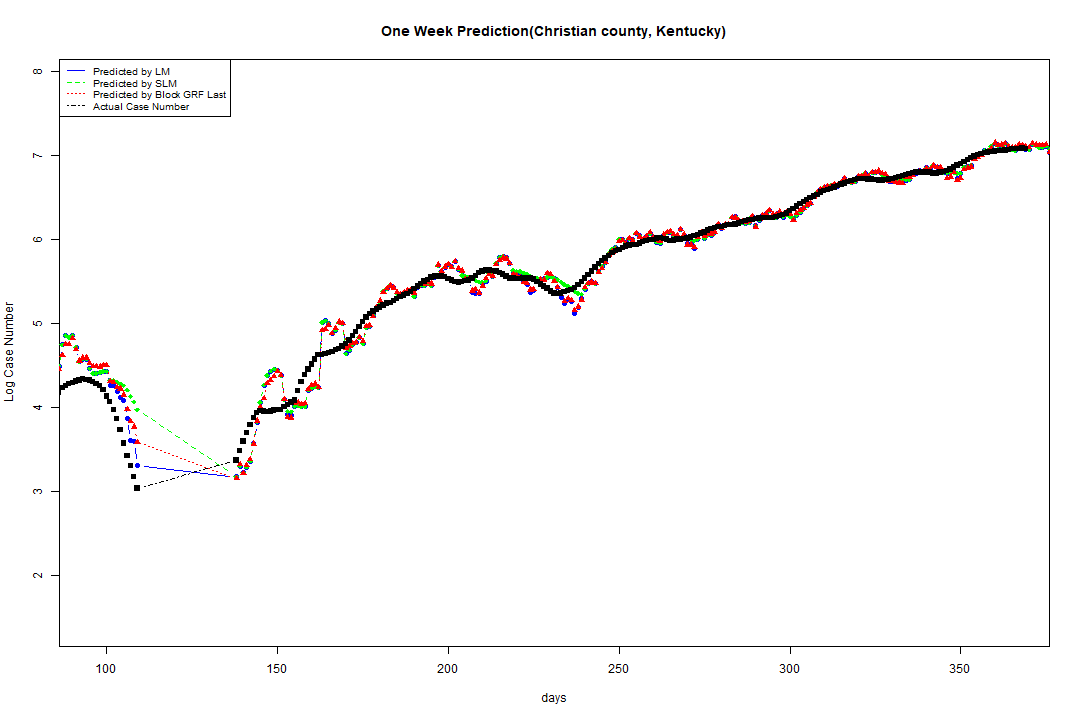 One Week Prediction(Christian county, Kentucky)
Predicted by LM
Predicted by SLM
Predicted by Block GRF Last
Actual Case Number
8
7
6
5
4
3
2
Log Case Number
100 150 200 250 300 350
days